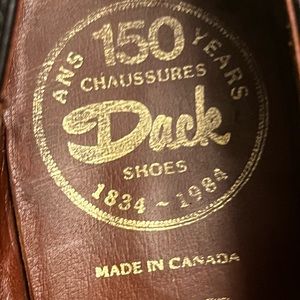 ANS 150 YEARS
CHAUSSURES
Dack
SHOES
1834 ~ 1984
MADE IN CANADA